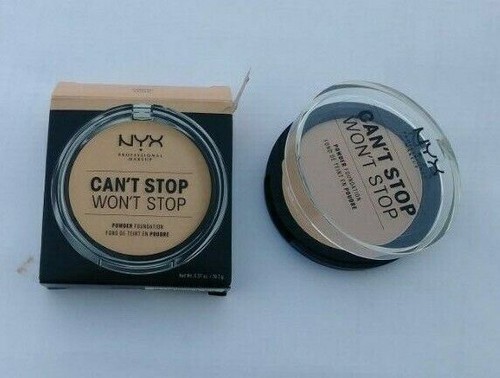 NYX
PROFESSIONAL
MAKEUP
CAN'T STOP
WON'T STOP
POWDER FOUNDATION
FOND DE TEINT EN POUDRE
NYX
CAN'T STOP
WON'T STOP
POWDER FOUNDATION
FOND DE TEINT EN POUDRE